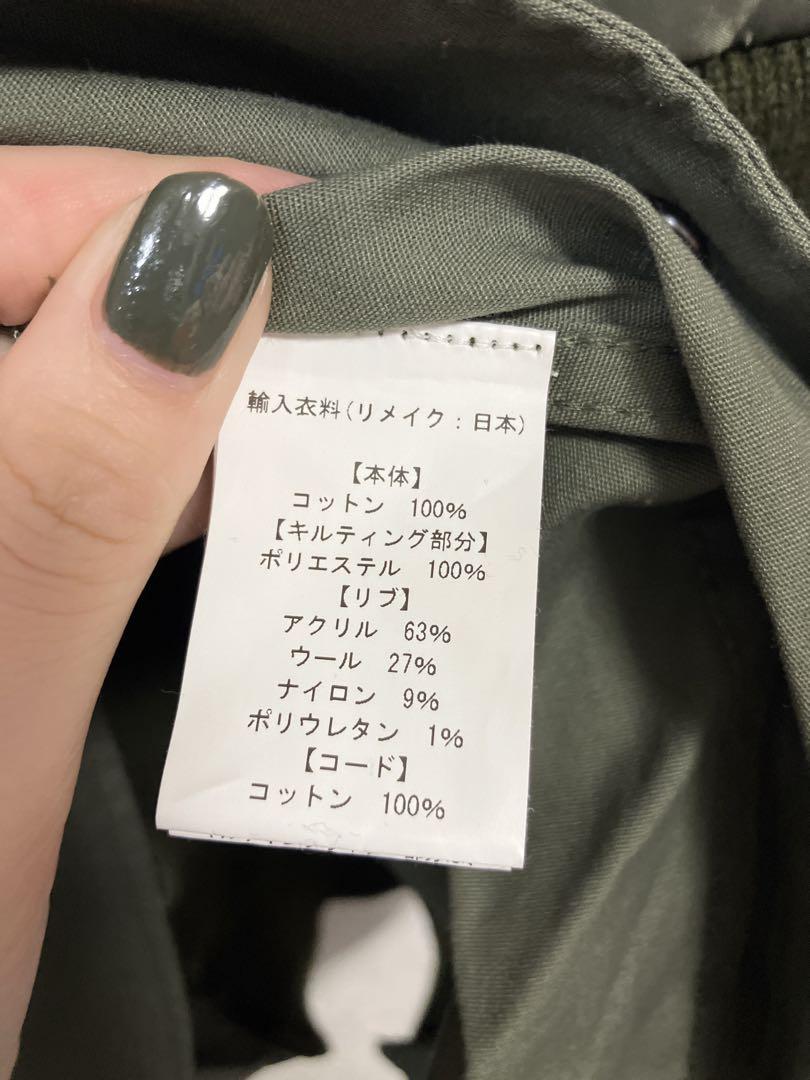 輸入衣料(リメイク:日本)
【本体】
コットン 100%
【キルティング部分】
ポリエステル 100%
【リブ】
アクリル 63%
ウール 27%
ナイロン 9%
ポリウレタン 1%
【コード】
コットン 100%